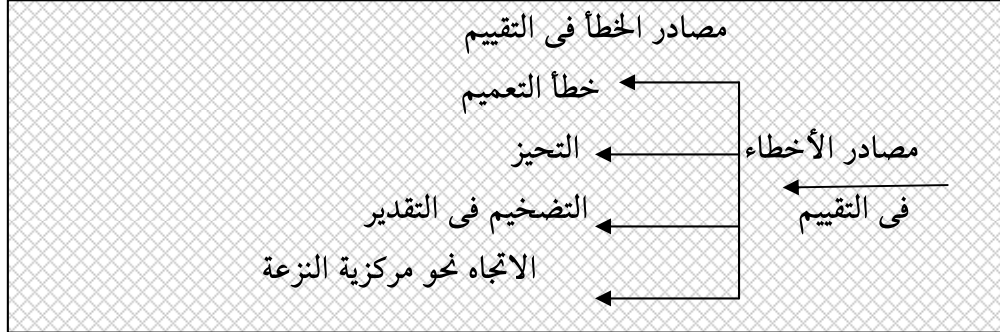 مصادر الخطأ فى التقييم
خطأ التعميم
مصادر الأخطاء
التحيز
فى التقييم
التضخيم فى التقدير
الاتجاه نحو مركزية النزعة